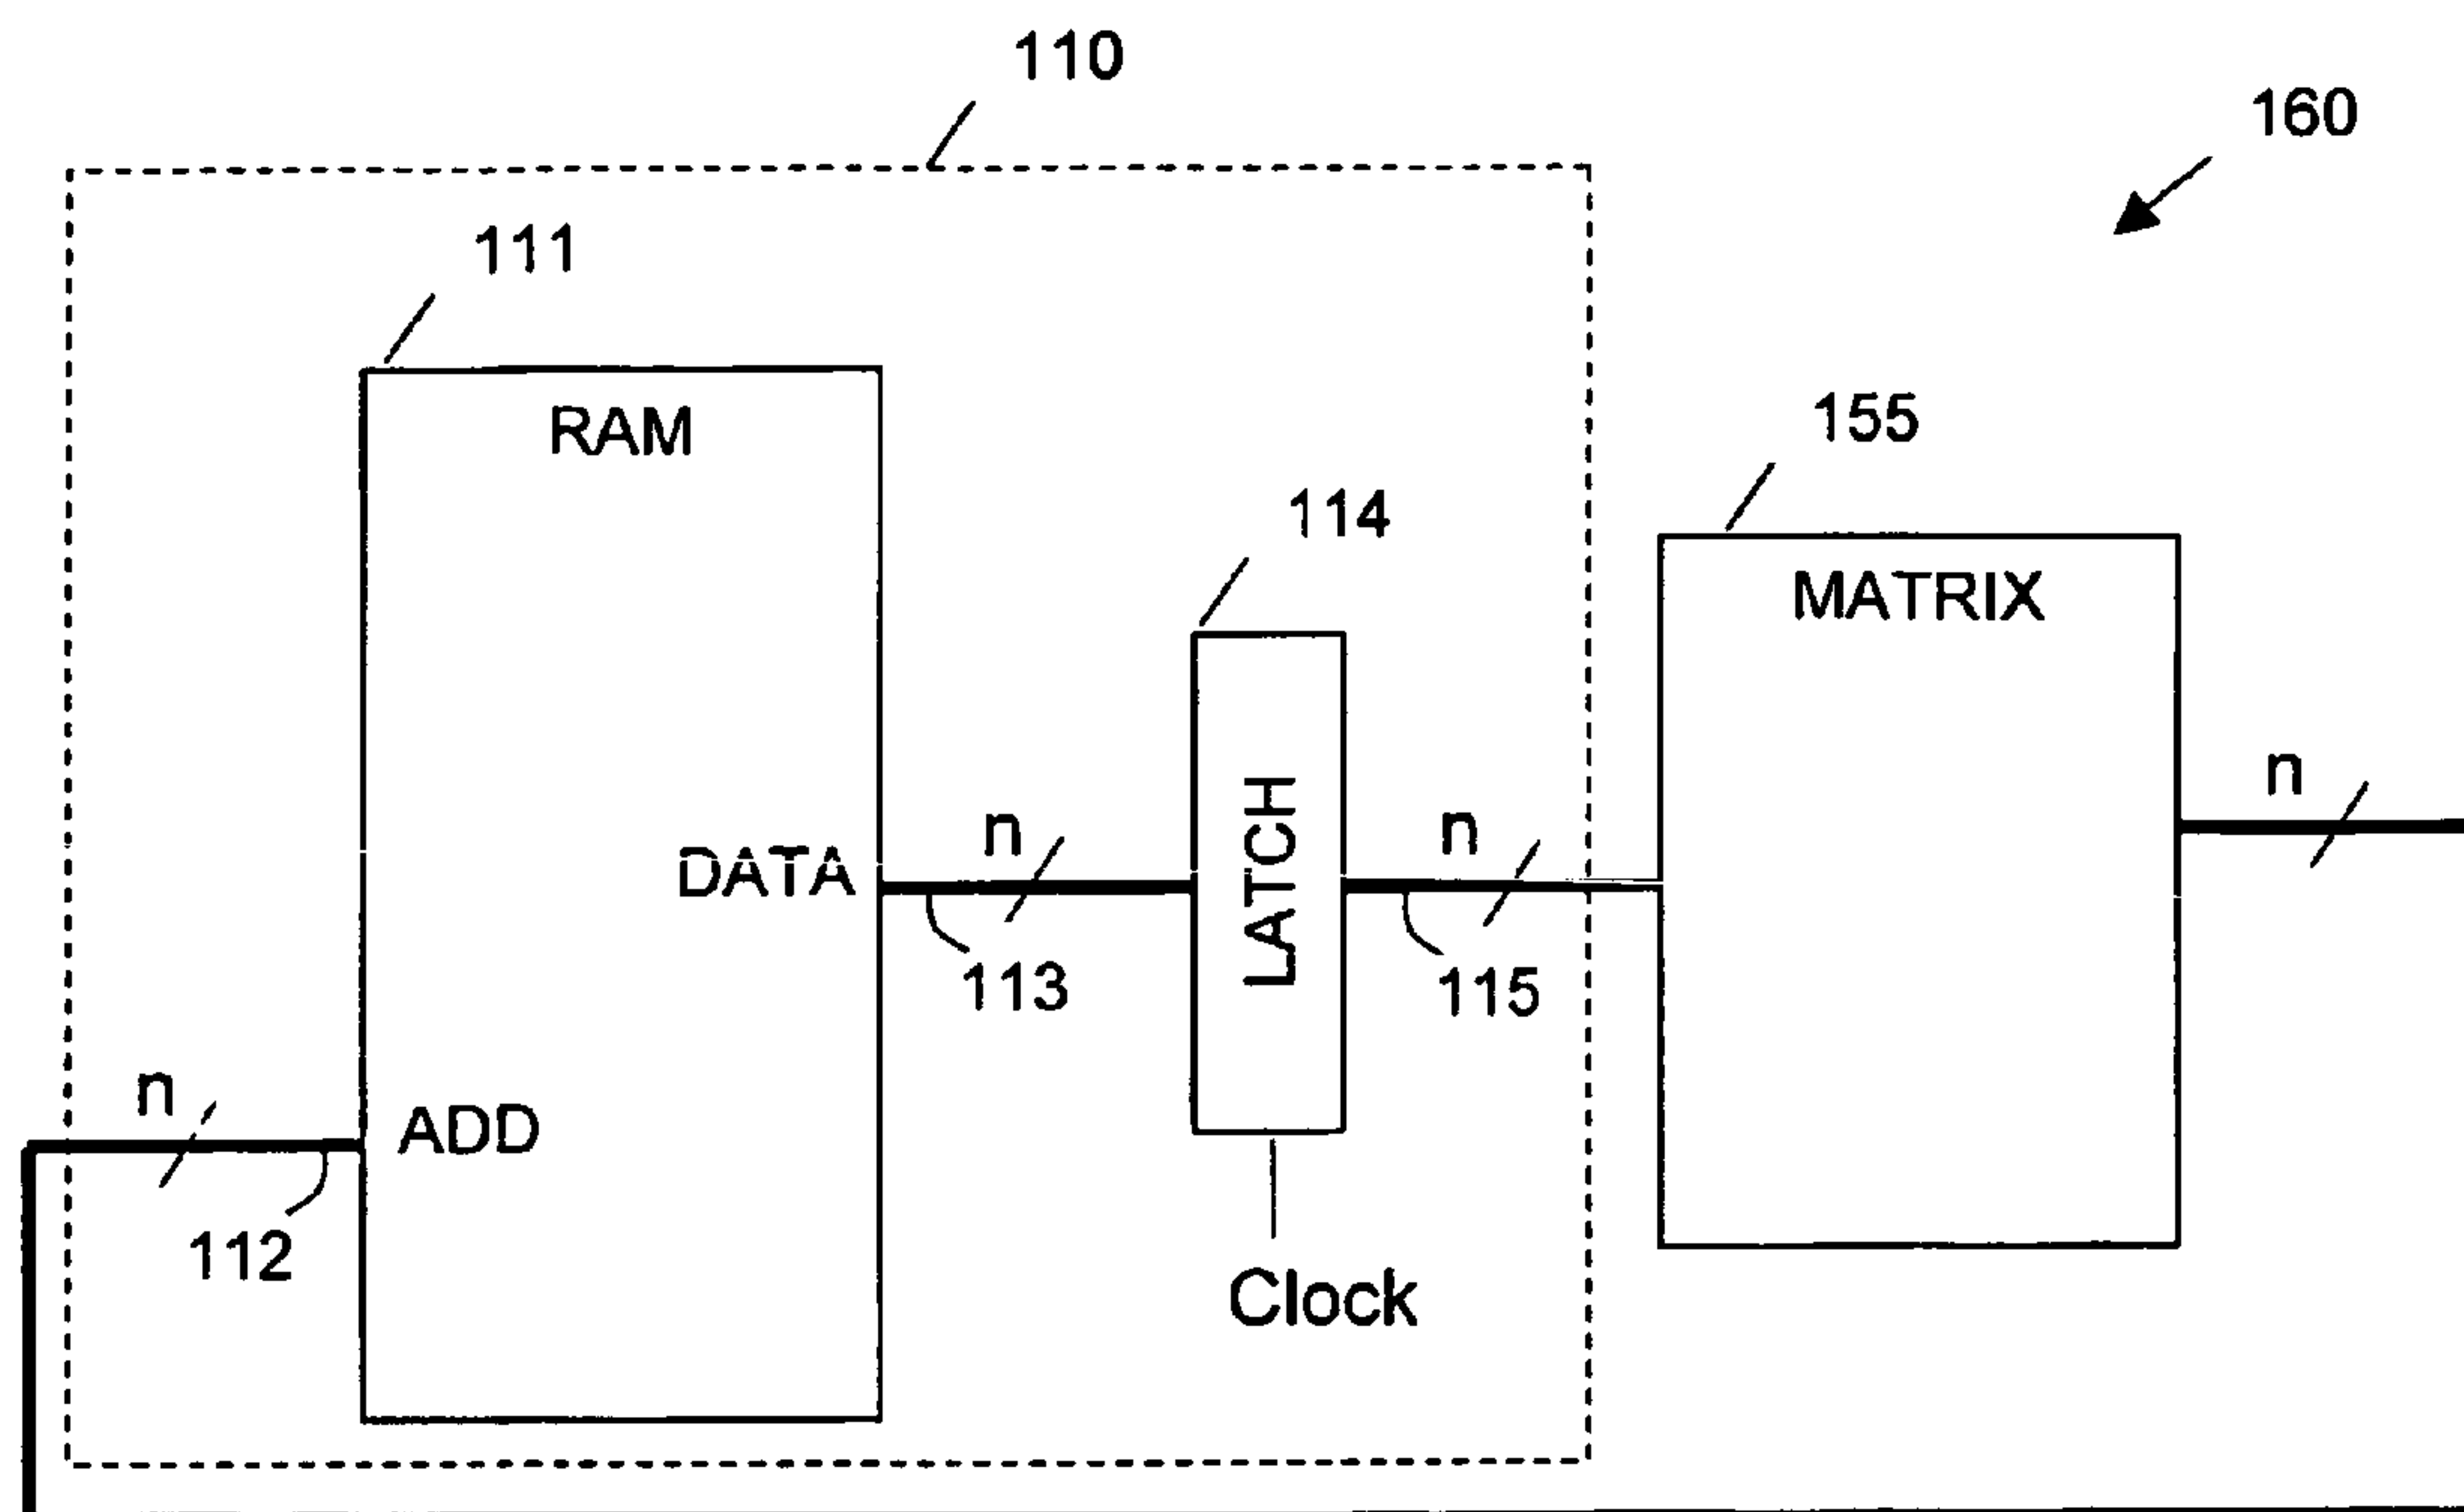 110
160
111
RAM
155
114
MATRIX
n
n
n
DATA
LATCH
113
115
n
ADD
112
Clock